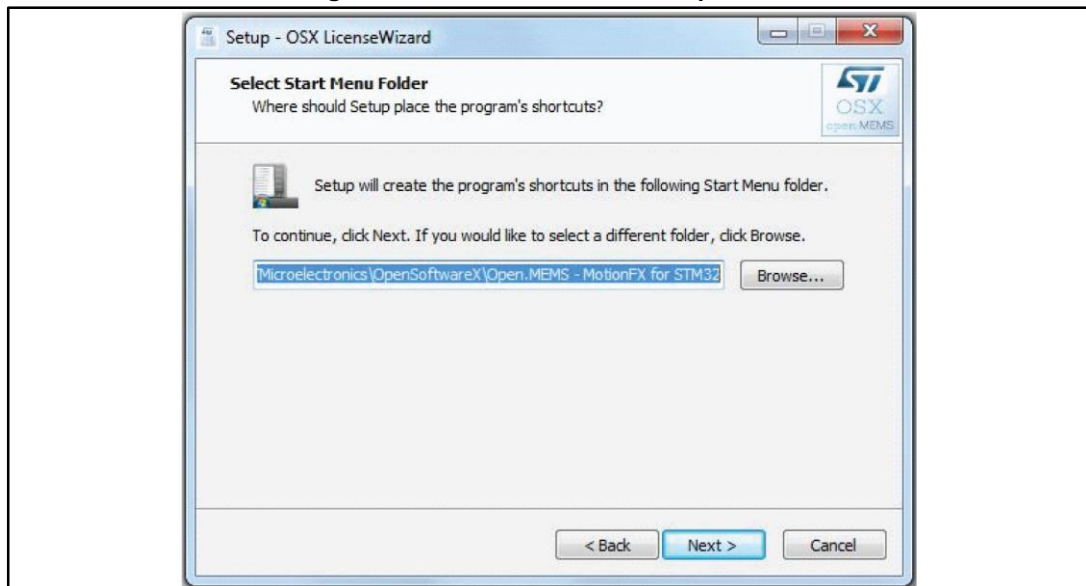 Setup - OSX LicenseWizard
Select Start Menu Folder
Where should Setup place the program's shortcuts?
ST
OSX
open MEMS
Setup will create the program's shortcuts in the following Start Menu folder.
To continue, click Next. If you would like to select a different folder, click Browse.
Microelectronics\OpenSoftwareX\Open.MEMS - MotionFX for STM32
Browse...
< Back
Next >
Cancel